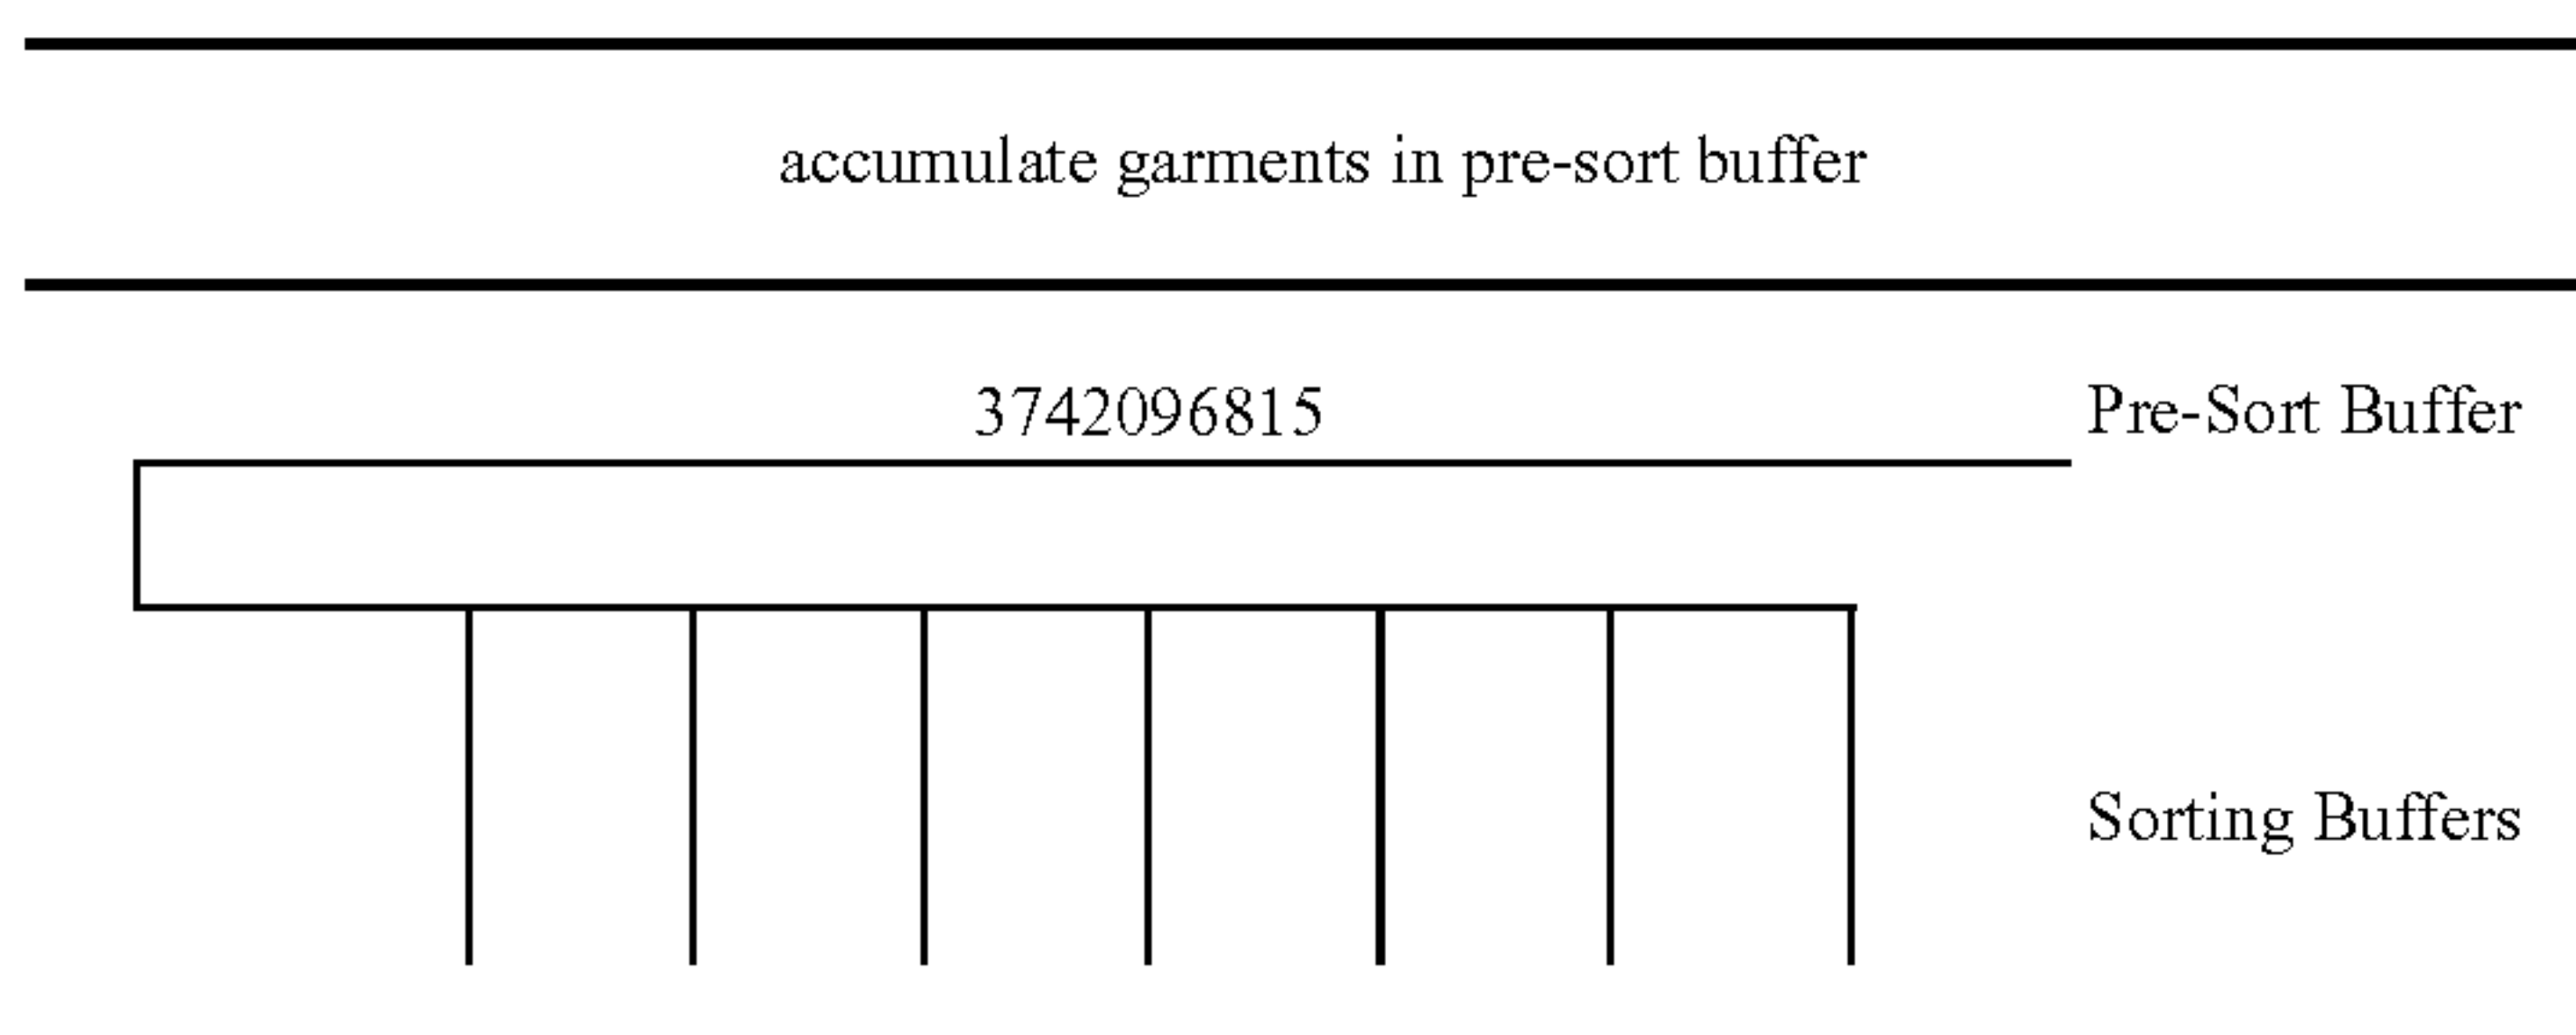 accumulate garments in pre-sort buffer
3742096815
Pre-Sort Buffer
Sorting Buffers